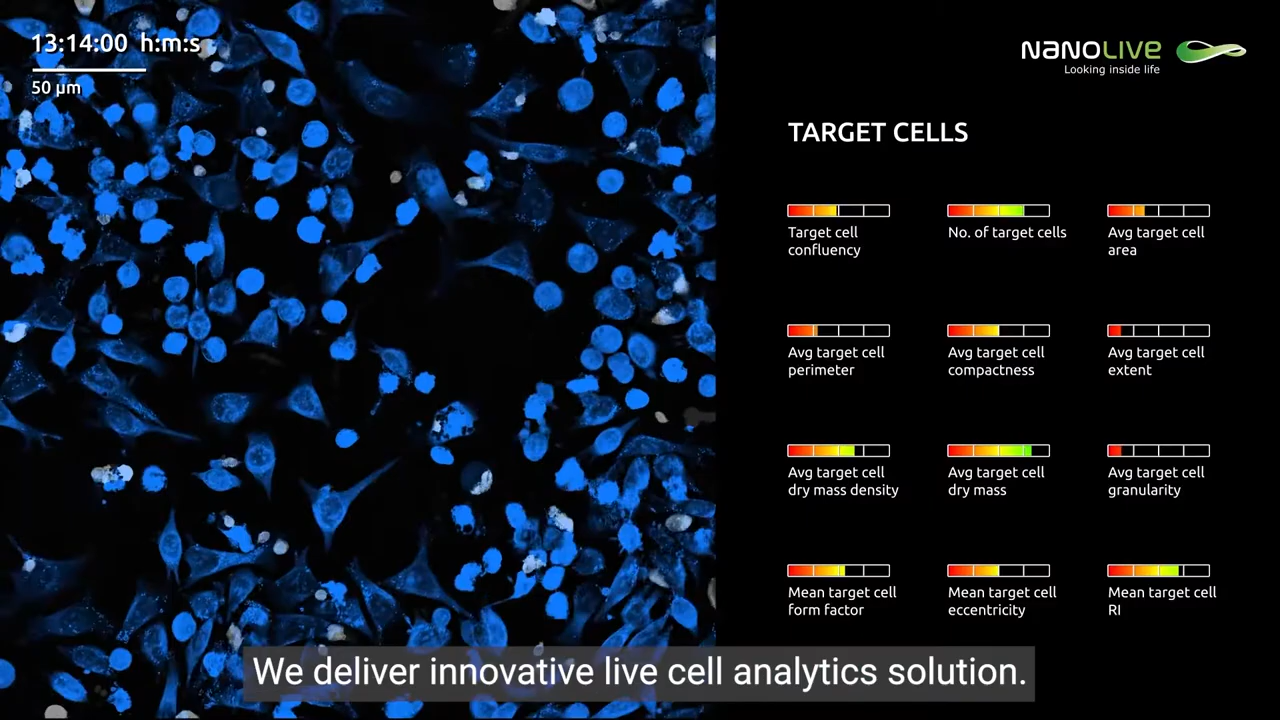 13:14:00 h:m:s
50 µm
NANOLIVE
Looking inside life
TARGET CELLS
Target cell
confluency
No. of target cells
Avg target cell
area
Avg target cell
perimeter
Avg target cell
compactness
Avg target cell
extent
Avg target cell
dry mass density
Avg target cell
dry mass
Avg target cell
granularity
Mean target cell
form factor
Mean target cell
eccentricity
Mean target cell
RI
We deliver innovative live cell analytics solution.